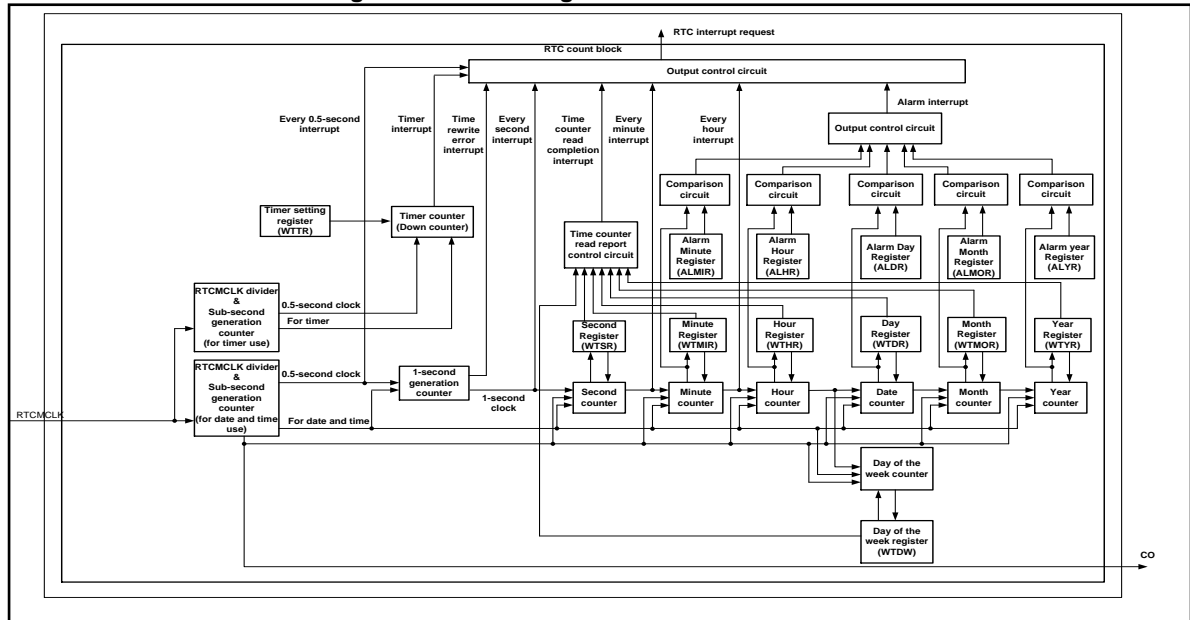 RTC interrupt request
RTC count block
Output control circuit
Alarm interrupt
Every 0.5-second
interrupt
Timer
interrupt
Time
rewrite
error
interrupt
Every
second
interrupt
Time
counter
read
completion
interrupt
Every
minute
interrupt
Every
hour
interrupt
Output control circuit
Comparison
circuit
Comparison
circuit
Comparison
circuit
Comparison
circuit
Comparison
circuit
Timer setting
register
(WTTR)
Timer counter
(Down counter)
Time counter
read report
control circuit
Alarm
Minute
Register
(ALMIR)
Alarm
Hour
Register
(ALHR)
Alarm Day
Register
(ALDR)
Alarm
Month
Register
(ALMOR)
Alarm year
Register
(ALYR)
RTCMCLK divider
&
Sub-second
generation
counter
(for timer use)
0.5-second clock
For timer
Second
Register
(WTSR)
Minute
Register
(WTMIR)
Hour
Register
(WTHR)
Day
Register
(WTDR)
Month
Register
(WTMOR)
Year
Register
(WTYR)
RTCMCLK divider
&
Sub-second
generation
counter
(for date and time
use)
0.5-second clock
For date and time
1-second
generation
counter
1-second
clock
Second
counter
Minute
counter
Hour
counter
Date
counter
Month
counter
Year
counter
RTCMCLK
Day of the
week counter
Day of the
week register
(WTDW)
CO